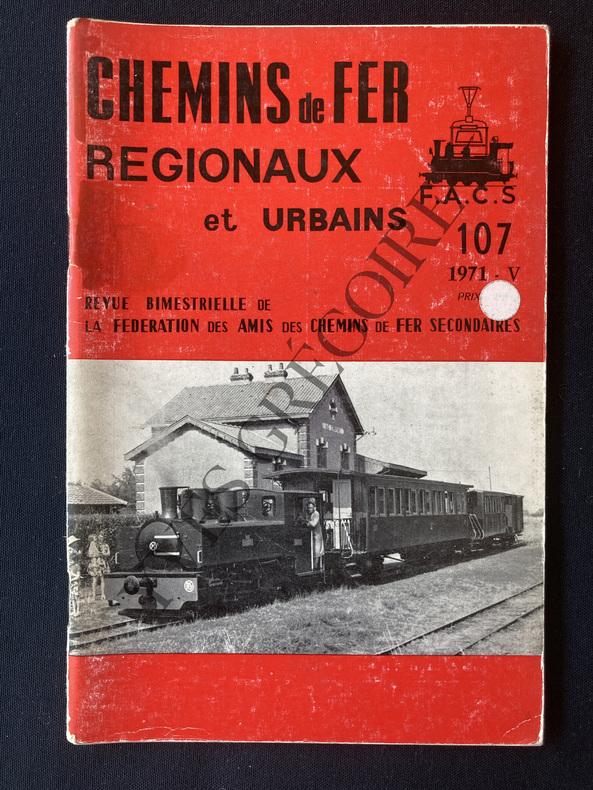 CHEMINS de FER
REGIONAUX
et URBAINS
F.A.C.S
107
1971 - V
PRIX
REVUE BIMESTRIELLE DE
LA FEDERATION DES AMIS DES CHEMINS DE FER SECONDAIRES